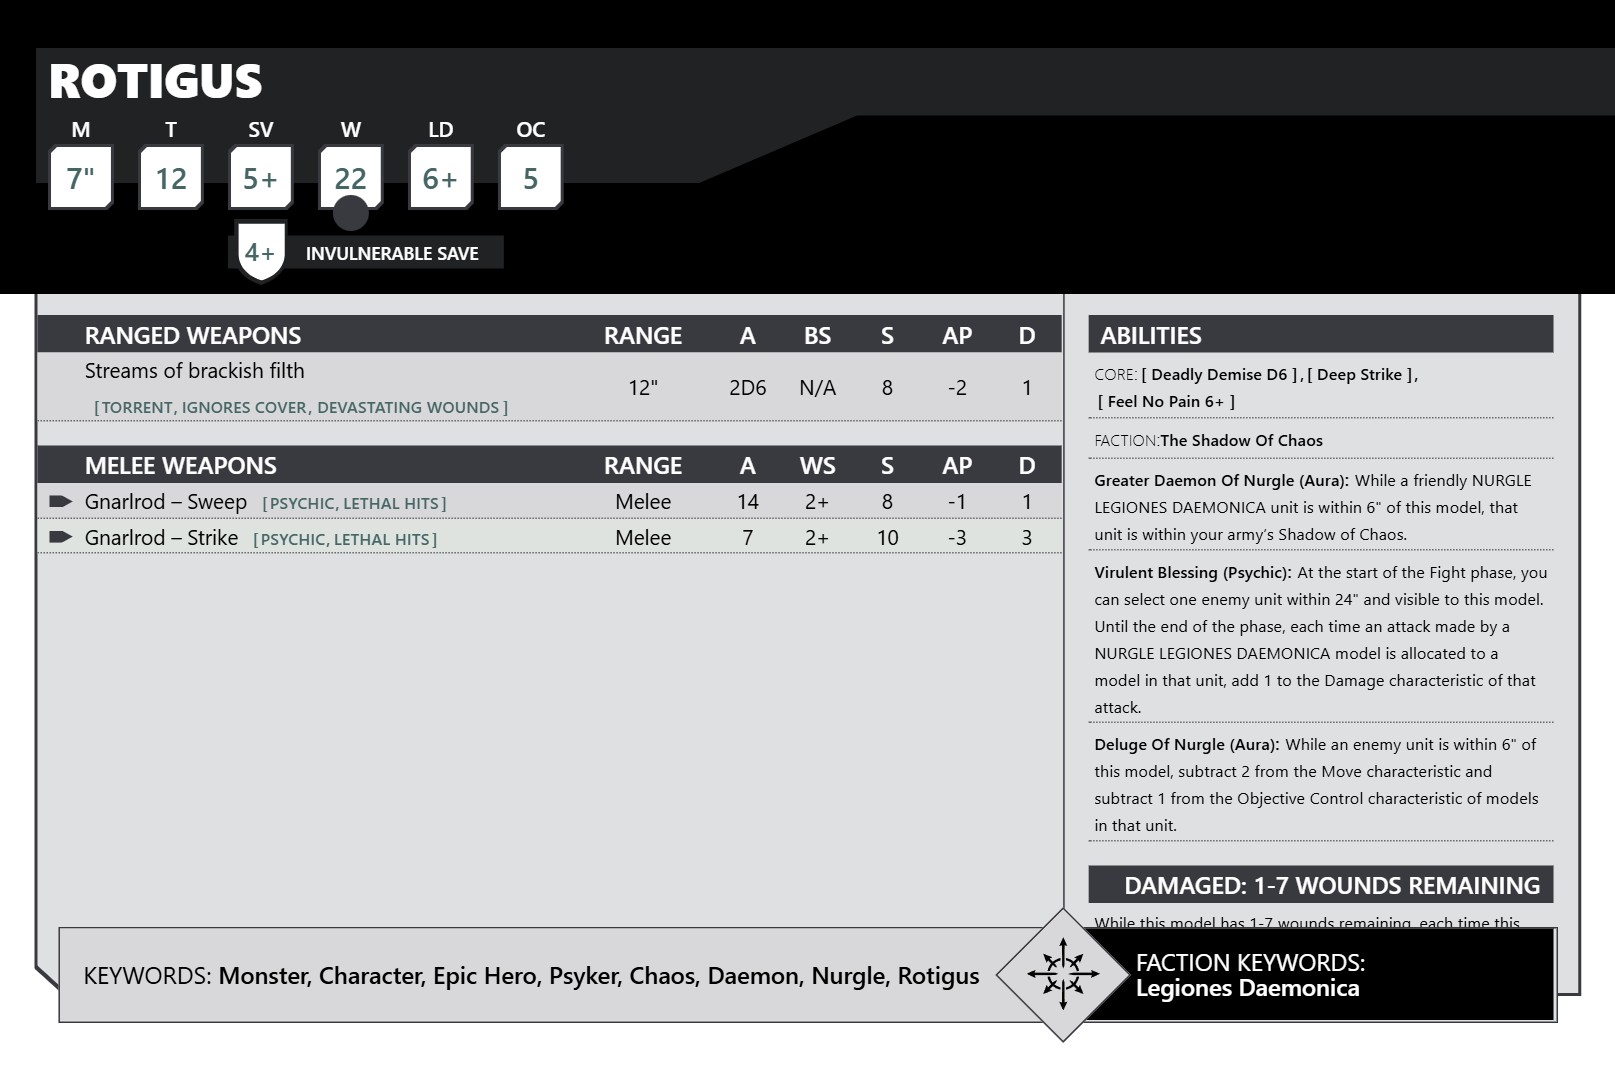 ROTIGUS
M T SV W LD OC
7" 12 5+ 22 6+ 5
4+ INVULNERABLE SAVE
RANGED WEAPONS RANGE A BS S AP D
Streams of brackish filth 12" 2D6 N/A 8 -2 1
[ TORRENT, IGNORES COVER, DEVASTATING WOUNDS ]
MELEE WEAPONS RANGE A WS S AP D
Gnarlrod – Sweep [ PSYCHIC, LETHAL HITS ] Melee 14 2+ 8 -1 1
Gnarlrod – Strike [ PSYCHIC, LETHAL HITS ] Melee 7 2+ 10 -3 3
ABILITIES
CORE: [ Deadly Demise D6 ] , [ Deep Strike ] ,
[ Feel No Pain 6+ ]
FACTION:The Shadow Of Chaos
Greater Daemon Of Nurgle (Aura): While a friendly NURGLE
LEGIONES DAEMONICA unit is within 6" of this model, that
unit is within your army’s Shadow of Chaos.
Virulent Blessing (Psychic): At the start of the Fight phase, you
can select one enemy unit within 24" and visible to this model.
Until the end of the phase, each time an attack made by a
NURGLE LEGIONES DAEMONICA model is allocated to a
model in that unit, add 1 to the Damage characteristic of that
attack.
Deluge Of Nurgle (Aura): While an enemy unit is within 6" of
this model, subtract 2 from the Move characteristic and
subtract 1 from the Objective Control characteristic of models
in that unit.
DAMAGED: 1-7 WOUNDS REMAINING
While this model has 1-7 wounds remaining, each time this
KEYWORDS: Monster, Character, Epic Hero, Psyker, Chaos, Daemon, Nurgle, Rotigus
FACTION KEYWORDS:
Legiones Daemonica